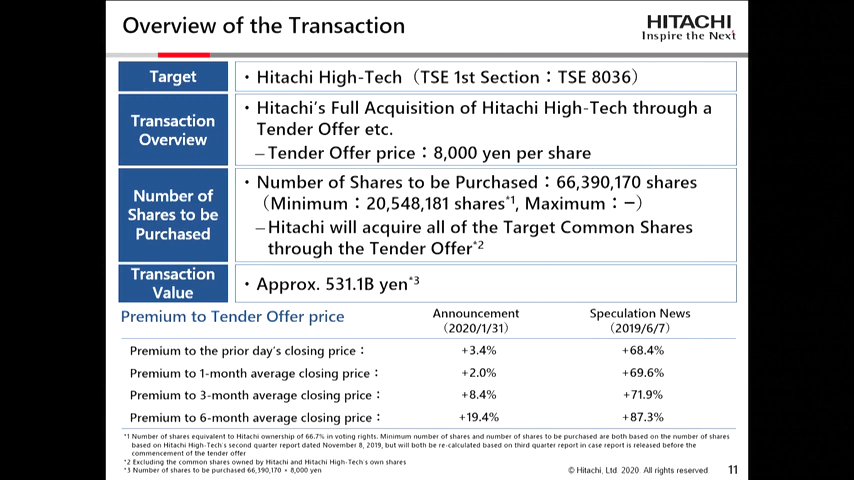 Overview of the Transaction
HITACHI
Inspire the Next
Target
・Hitachi High-Tech（TSE 1st Section：TSE 8036）
Transaction
Overview
・Hitachi's Full Acquisition of Hitachi High-Tech through a
Tender Offer etc.
–Tender Offer price：8,000 yen per share
Number of
Shares to be
Purchased
・Number of Shares to be Purchased：66,390,170 shares
（Minimum：20,548,181 shares*1, Maximum：－）
–Hitachi will acquire all of the Target Common Shares
through the Tender Offer*2
Transaction
Value
・Approx. 531.1B yen*3
Premium to Tender Offer price
Announcement
（2020/1/31）
Speculation News
（2019/6/7）
Premium to the prior day's closing price： +3.4% +68.4%
Premium to 1-month average closing price： +2.0% +69.6%
Premium to 3-month average closing price： +8.4% +71.9%
Premium to 6-month average closing price： +19.4% +87.3%
*1 Number of shares equivalent to Hitachi ownership of 66.7% in voting rights. Minimum number of shares and number of shares to be purchased are both based on the number of shares
based on Hitachi High-Tech's second quarter report dated November 8, 2019, but will both be re-calculated based on third quarter report in case report is released before the
commencement of the tender offer
*2 Excluding the common shares owned by Hitachi and Hitachi High-Tech's own shares
*3 Number of shares to be purchased 66,390,170 × 8,000 yen
© Hitachi, Ltd. 2020. All rights reserved.
11